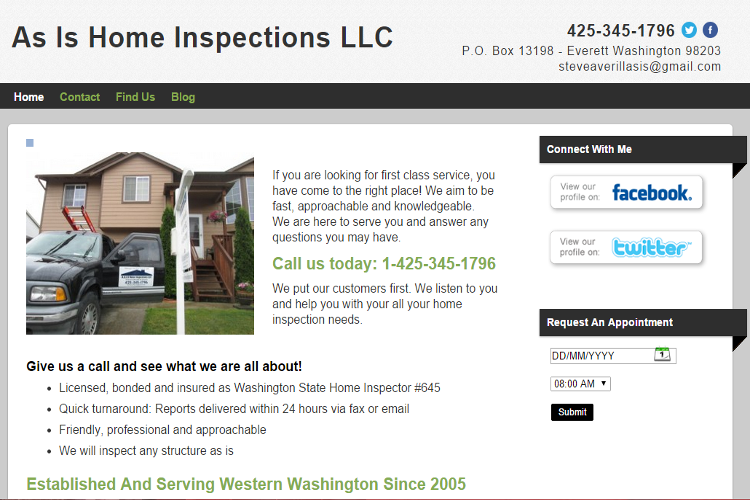 As Is Home Inspections LLC
425-345-1796
P.O. Box 13198 - Everett Washington 98203
steveaverillasis@gmail.com
Home Contact Find Us Blog
If you are looking for first class service, you
have come to the right place! We aim to be
fast, approachable and knowledgeable.
We are here to serve you and answer any
questions you may have.
Call us today: 1-425-345-1796
We put our customers first. We listen to you
and help you with your all your home
inspection needs.
425-345-1796
Give us a call and see what we are all about!
• Licensed, bonded and insured as Washington State Home Inspector #645
• Quick turnaround: Reports delivered within 24 hours via fax or email
• Friendly, professional and approachable
• We will inspect any structure as is
Established And Serving Western Washington Since 2005
Connect With Me
View our
profile on: facebook.
View our
profile on: twitter
Request An Appointment
DD/MM/YYYY 1
08:00 AM
Submit